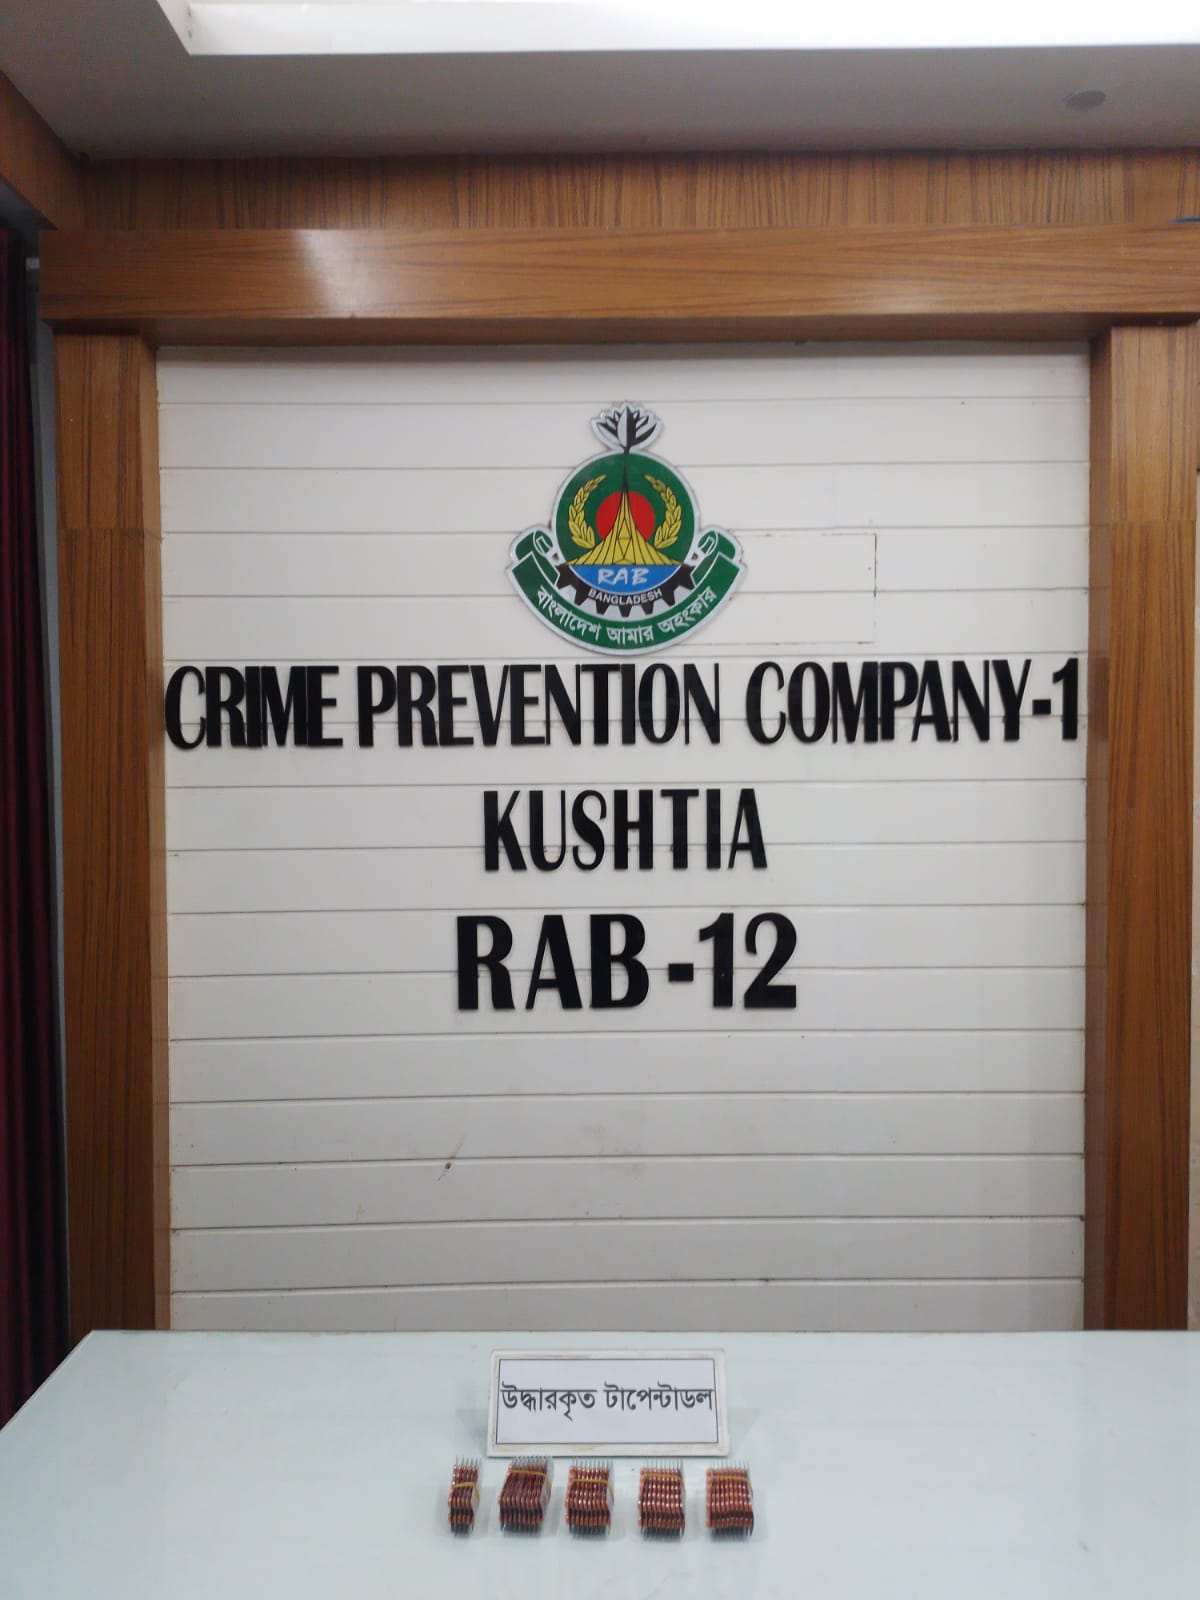 RAB
BANGLADESH
বাংলাদেশ আমার অহংকার
CRIME PREVENTION COMPANY-1
KUSHTIA
RAB-12
উদ্ধারকৃত টাপেন্টাডল